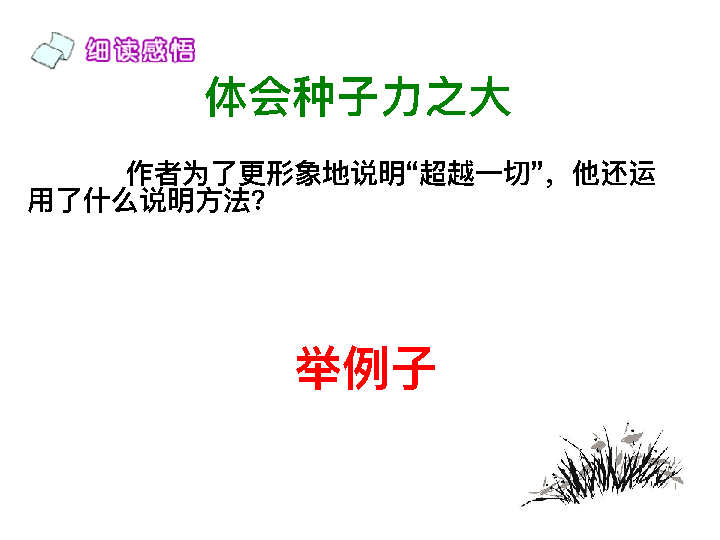 细读感悟
体会种子力之大
作者为了更形象地说明“超越一切”，他还运
用了什么说明方法？
举例子